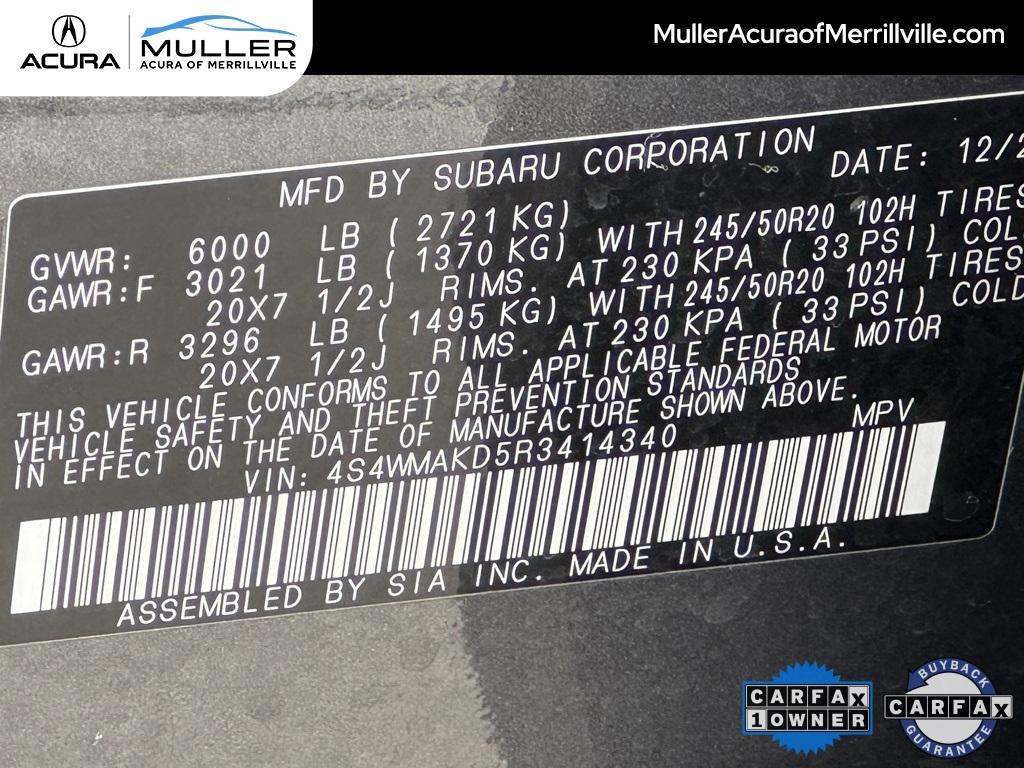 ACURA
MULLER
ACURA OF MERRILLVILLE
MullerAcuraofMerrillville.com
MFD BY SUBARU CORPORATION DATE: 12/2
GVWR: 6000 LB ( 2721 KG)
GAWR:F 3021 LB ( 1370 KG) WITH 245/50R20 102H TIRES
20X7 1/2J RIMS. AT 230 KPA ( 33 PSI) COL
GAWR:R 3296 LB ( 1495 KG) WITH 245/50R20 102H TIRES
20X7 1/2J RIMS. AT 230 KPA ( 33 PSI) COLD
THIS VEHICLE CONFORMS TO ALL APPLICABLE FEDERAL MOTOR
VEHICLE SAFETY AND THEFT PREVENTION STANDARDS
IN EFFECT ON THE DATE OF MANUFACTURE SHOWN ABOVE.
VIN: 4S4WMAKD5R3414340 MPV
ASSEMBLED BY SIA INC. MADE IN U.S.A.
CARFAX
1 OWNER
BUYBACK
CARFAX
GUARANTEE